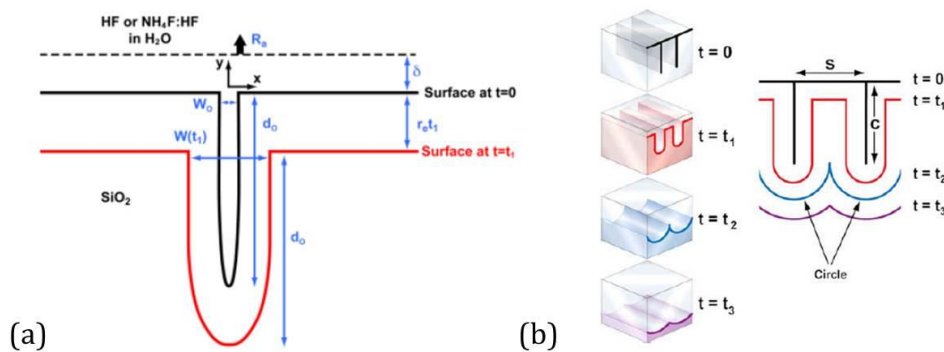 HF or NH₄F:HF
in H₂O
Rₐ
y
x
δ
Surface at t=0
Wₒ
dₒ
rₑt₁
W(t₁)
Surface at t=t₁
SiO₂
dₒ
(a)
t = 0
t = t₁
t = t₂
t = t₃
(b)
S
t = 0
t = t₁
C
t = t₂
t = t₃
Circle